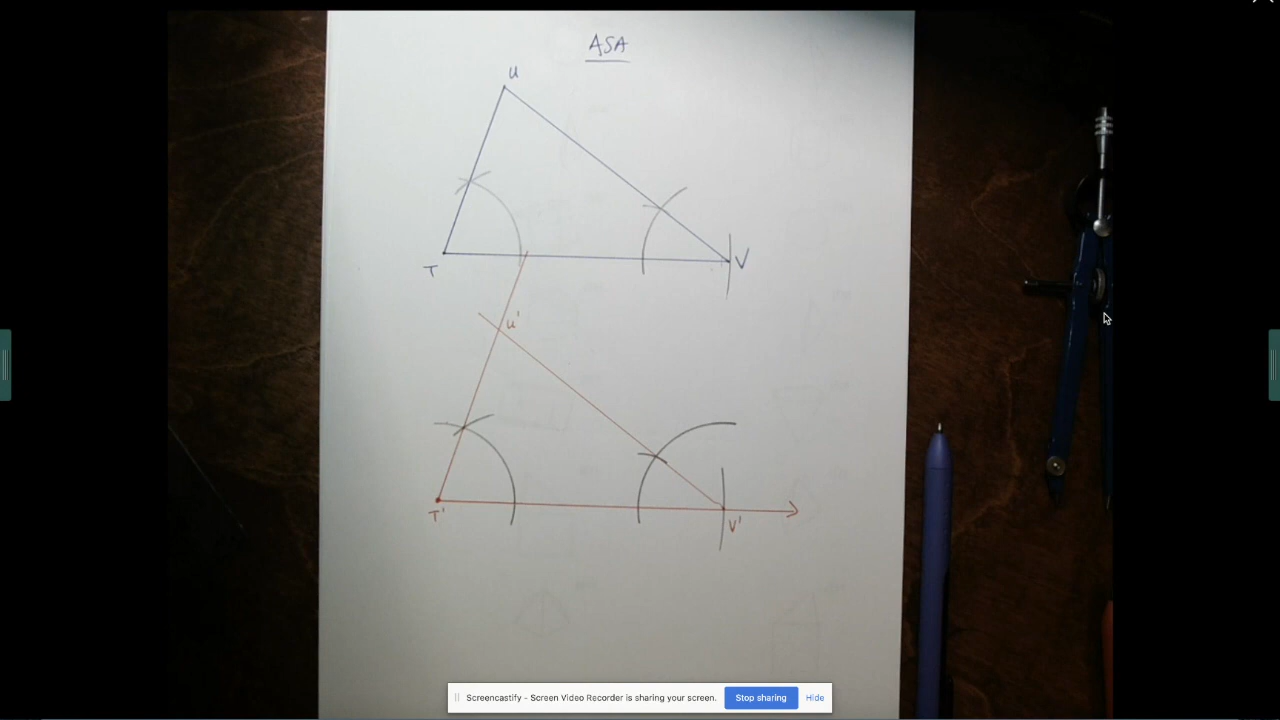 ASA
U
T
V
U'
T'
V'
Screencastify - Screen Video Recorder is sharing your screen.
Stop sharing
Hide